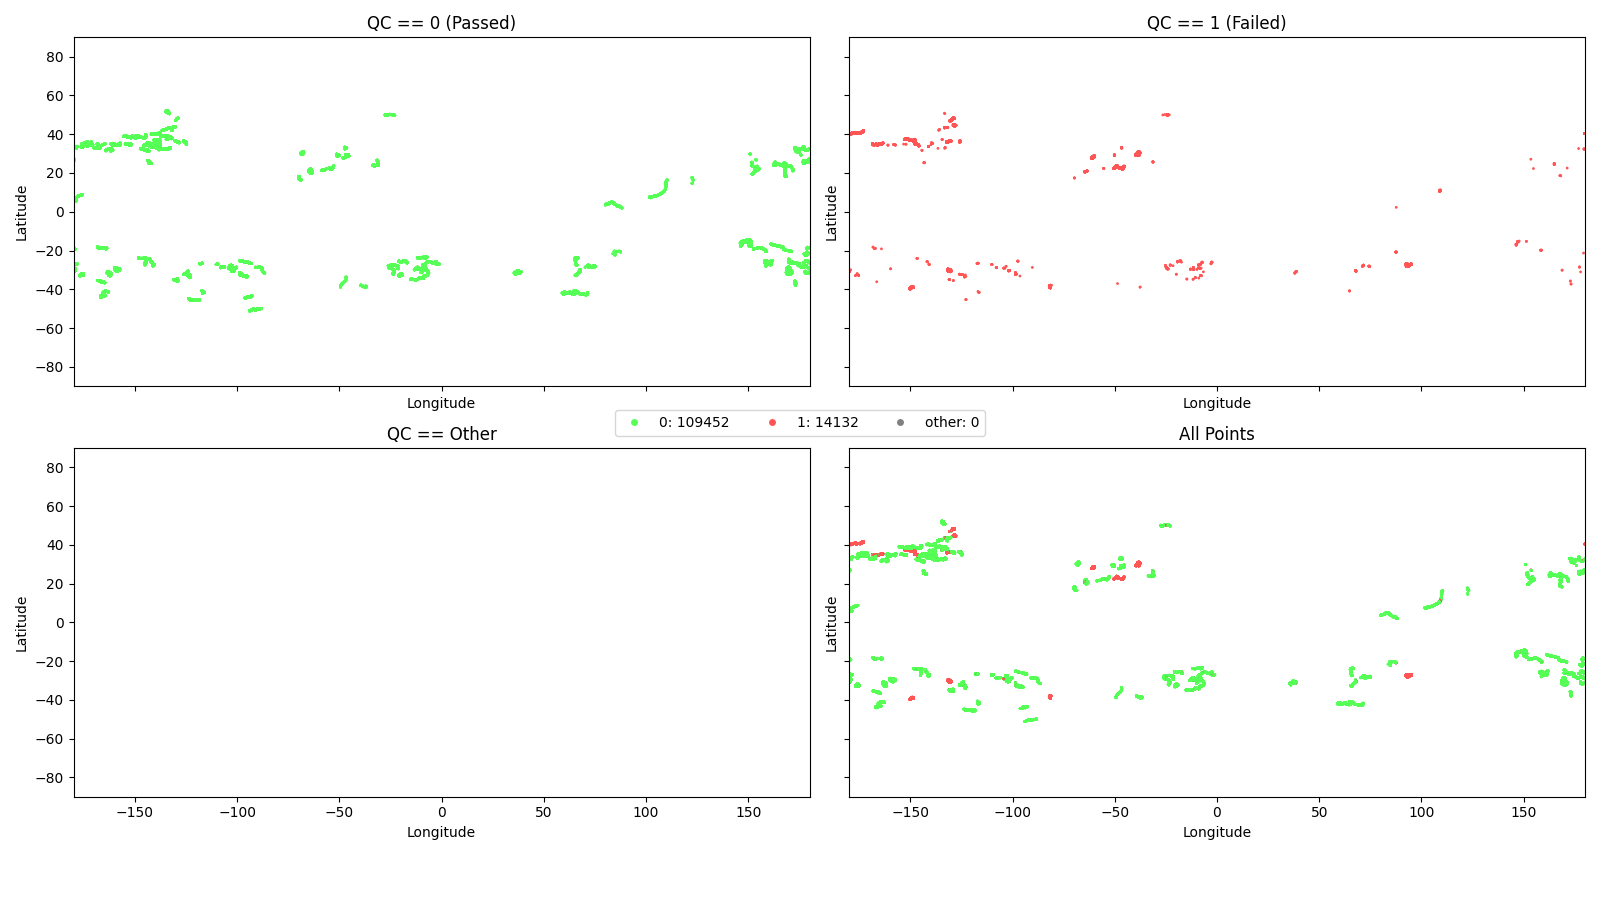 QC == 0 (Passed)
QC == 1 (Failed)
80
60
40
20
0
−20
−40
−60
−80
Latitude
Latitude
Longitude
Longitude
0: 109452
1: 14132
other: 0
QC == Other
All Points
80
60
40
20
0
−20
−40
−60
−80
Latitude
Latitude
−150 −100 −50 0 50 100 150
−150 −100 −50 0 50 100 150
Longitude
Longitude